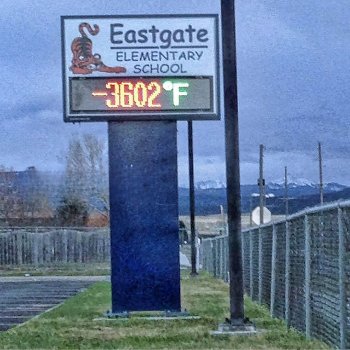 Eastgate
ELEMENTARY
SCHOOL
-3602°F